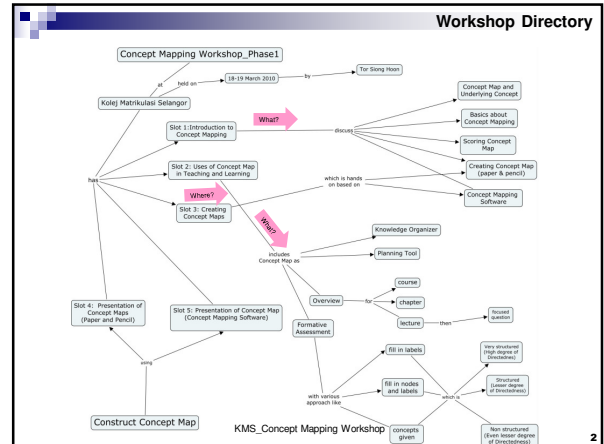 Workshop Directory
Concept Mapping Workshop_Phase1
at
held on
18-19 March 2010
by
Tor Siong Hoon
Kolej Matrikulasi Selangor
What?
Slot 1:Introduction to
Concept Mapping
discuss
Concept Map and
Underlying Concept
Basics about
Concept Mapping
Scoring Concept
Map
Creating Concept Map
(paper & pencil)
Concept Mapping
Software
has
Slot 2: Uses of Concept Map
in Teaching and Learning
which is hands
on based on
Where?
Slot 3: Creating
Concept Maps
What?
includes
Concept Map as
Knowledge Organizer
Planning Tool
Overview
for
course
chapter
lecture
then
focused
question
Slot 4: Presentation of
Concept Maps
(Paper and Pencil)
Slot 5: Presentation of Concept Map
(Concept Mapping Software)
Formative
Assessment
using
with various
approach like
fill in labels
fill in nodes
and labels
concepts
given
which is
Very structured
(High degree of
Directednes)
Structured
(Lesser degree
of Directedness)
Non structured
(Even lesser degree
of Directedness)
Construct Concept Map
KMS_Concept Mapping Workshop
2